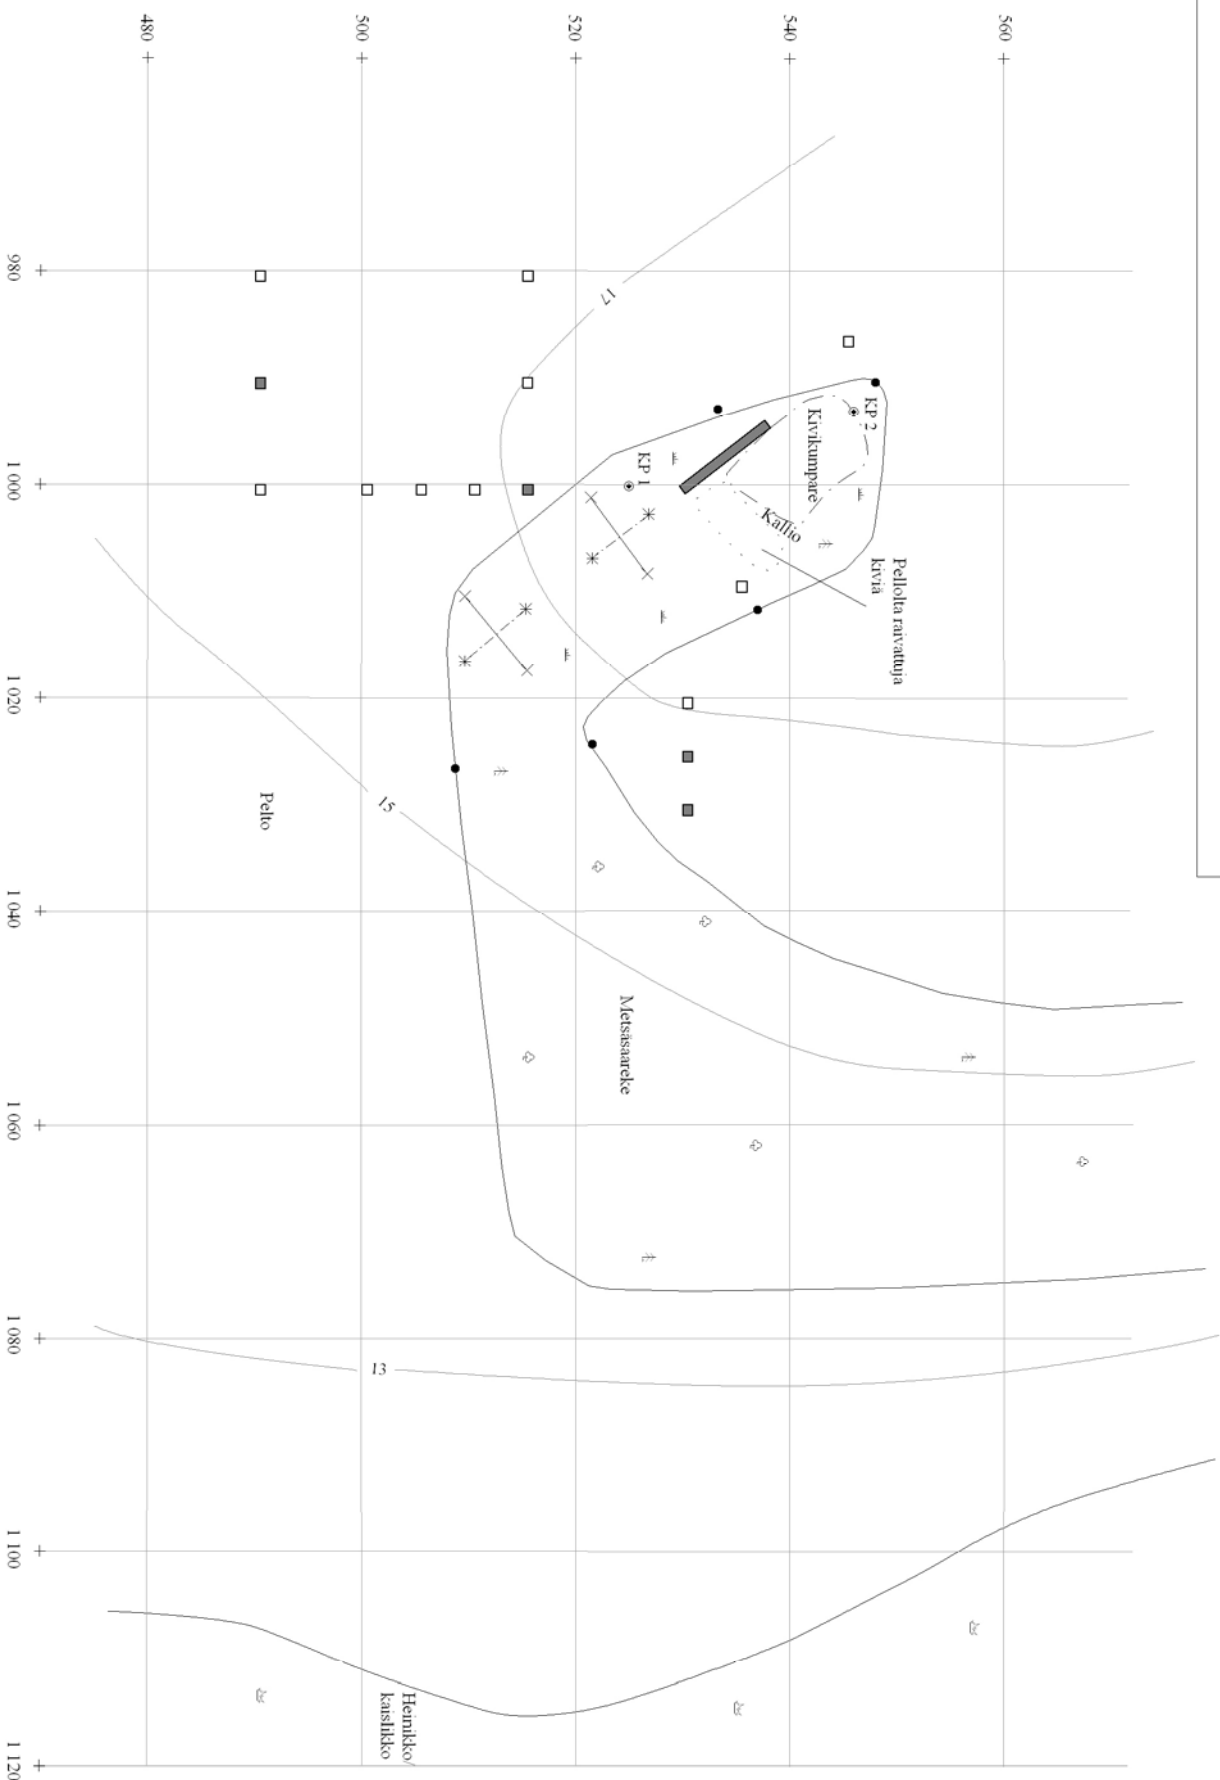 480
500
520
540
560
980
1 000
1 020
1 040
1 060
1 080
1 100
1 120
17
15
13
KP 2
KP 1
Kivikumpare
Kallio
Pellolta raivattuja
kiviä
Pelto
Metsäsaareke
Heinikko/
kaislikko